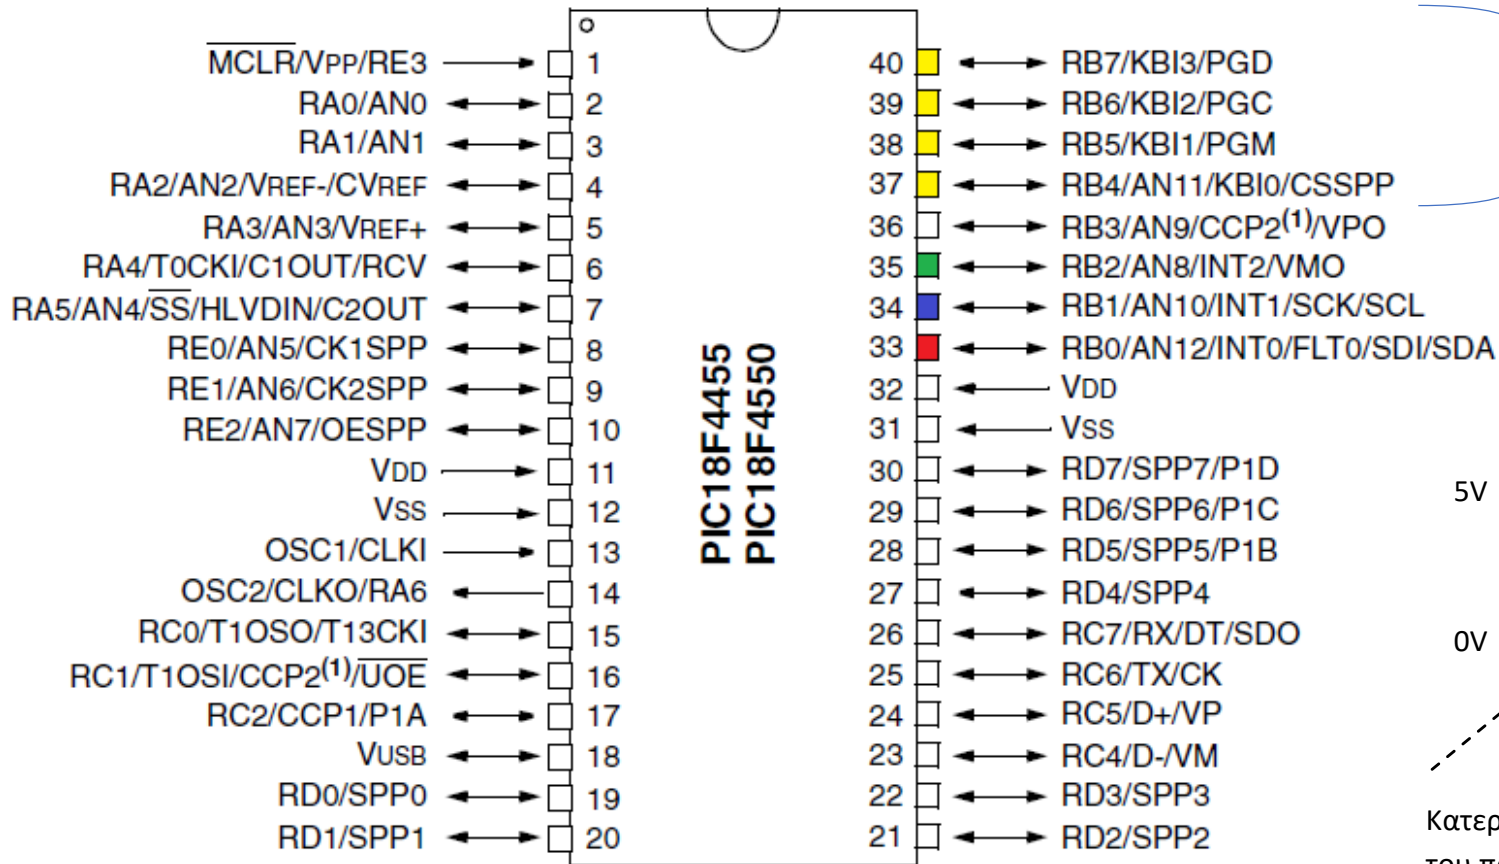 MCLR/VPP/RE3 1
RA0/AN0 2
RA1/AN1 3
RA2/AN2/VREF-/CVREF 4
RA3/AN3/VREF+ 5
RA4/T0CKI/C1OUT/RCV 6
RA5/AN4/SS/HLVDIN/C2OUT 7
RE0/AN5/CK1SPP 8
RE1/AN6/CK2SPP 9
RE2/AN7/OESPP 10
VDD 11
VSS 12
OSC1/CLKI 13
OSC2/CLKO/RA6 14
RC0/T1OSO/T13CKI 15
RC1/T1OSI/CCP2(1)/UOE 16
RC2/CCP1/P1A 17
VUSB 18
RD0/SPP0 19
RD1/SPP1 20
PIC18F4455
PIC18F4550
40 RB7/KBI3/PGD
39 RB6/KBI2/PGC
38 RB5/KBI1/PGM
37 RB4/AN11/KBI0/CSSPP
36 RB3/AN9/CCP2(1)/VPO
35 RB2/AN8/INT2/VMO
34 RB1/AN10/INT1/SCK/SCL
33 RB0/AN12/INT0/FLT0/SDI/SDA
32 VDD
31 VSS
30 RD7/SPP7/P1D
29 RD6/SPP6/P1C
28 RD5/SPP5/P1B
27 RD4/SPP4
26 RC7/RX/DT/SDO
25 RC6/TX/CK
24 RC5/D+/VP
23 RC4/D-/VM
22 RD3/SPP3
21 RD2/SPP2
5V
0V
Κατερ